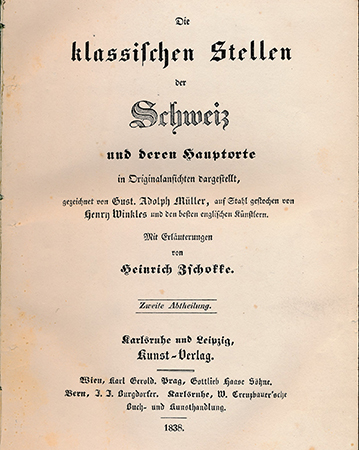 Die
klassischen Stellen
der
Schweiz
und deren Hauptorte
in Originalansichten dargestellt,
gezeichnet von Gust. Adolph Müller, auf Stahl gestochen von
Henry Winkles und den besten englischen Künstlern.
Mit Erläuterungen
von
Heinrich Zschokke.
Zweite Abtheilung.
Karlsruhe und Leipzig,
Kunst-Verlag.
Wien, Karl Gerold. Prag, Gottlieb Haase Söhne.
Bern, J. J. Burgdorfer. Karlsruhe, W. Creuzbauer'sche
Buch- und Kunsthandlung.
1838.